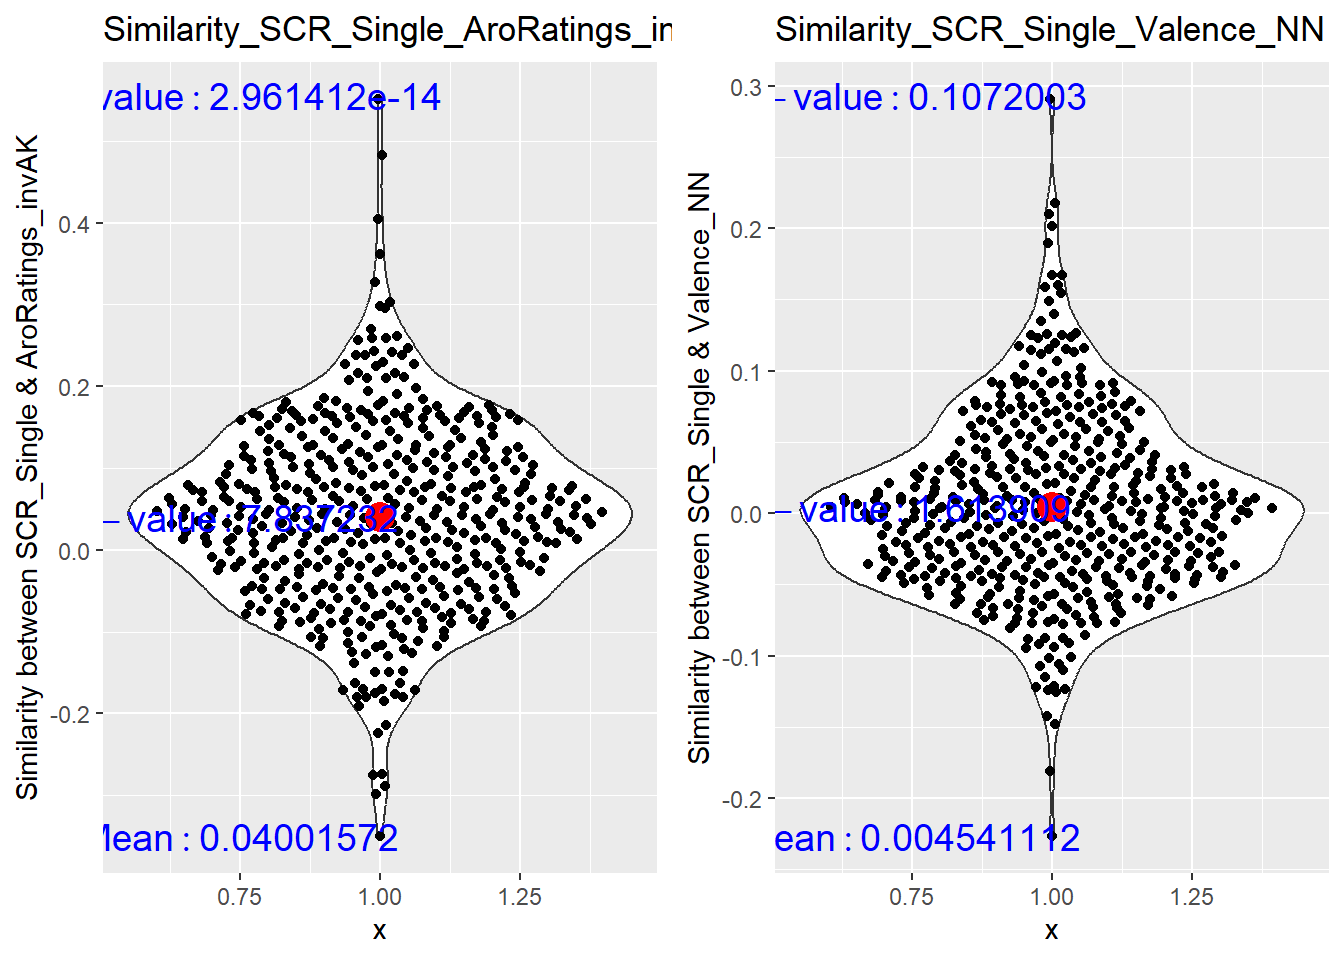 Similarity_SCR_Single_AroRatings_in
Similarity between SCR_Single & AroRatings_invAK
value : 2.961412e-14
0.4
0.2
– value : 7.837232
0.0
-0.2
Mean : 0.04001572
0.75 1.00 1.25
x
Similarity_SCR_Single_Valence_NN
Similarity between SCR_Single & Valence_NN
0.3
– value : 0.1072003
0.2
0.1
– value : 1.613909
0.0
-0.1
-0.2
ean : 0.004541112
0.75 1.00 1.25
x